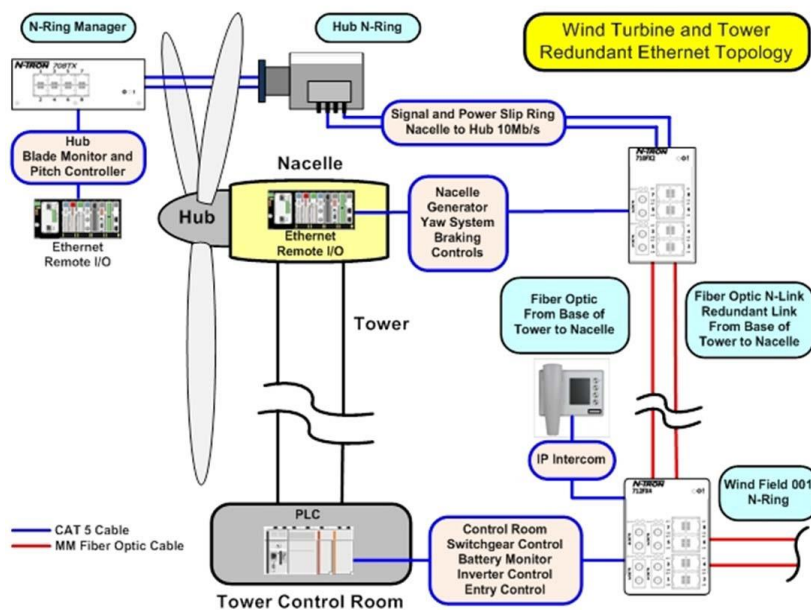 N-Ring Manager
Hub N-Ring
Wind Turbine and Tower
Redundant Ethernet Topology
N-TRON 708TX
Signal and Power Slip Ring
Nacelle to Hub 10Mb/s
Hub
Blade Monitor and
Pitch Controller
N-TRON
Nacelle
Hub
Ethernet
Remote I/O
Ethernet
Remote I/O
Nacelle
Generator
Yaw System
Braking
Controls
Fiber Optic
From Base of
Tower to Nacelle
Fiber Optic N-Link
Redundant Link
From Base of
Tower to Nacelle
Tower
IP Intercom
N-TRON
Wind Field 001
N-Ring
PLC
CAT 5 Cable
MM Fiber Optic Cable
Control Room
Switchgear Control
Battery Monitor
Inverter Control
Entry Control
Tower Control Room